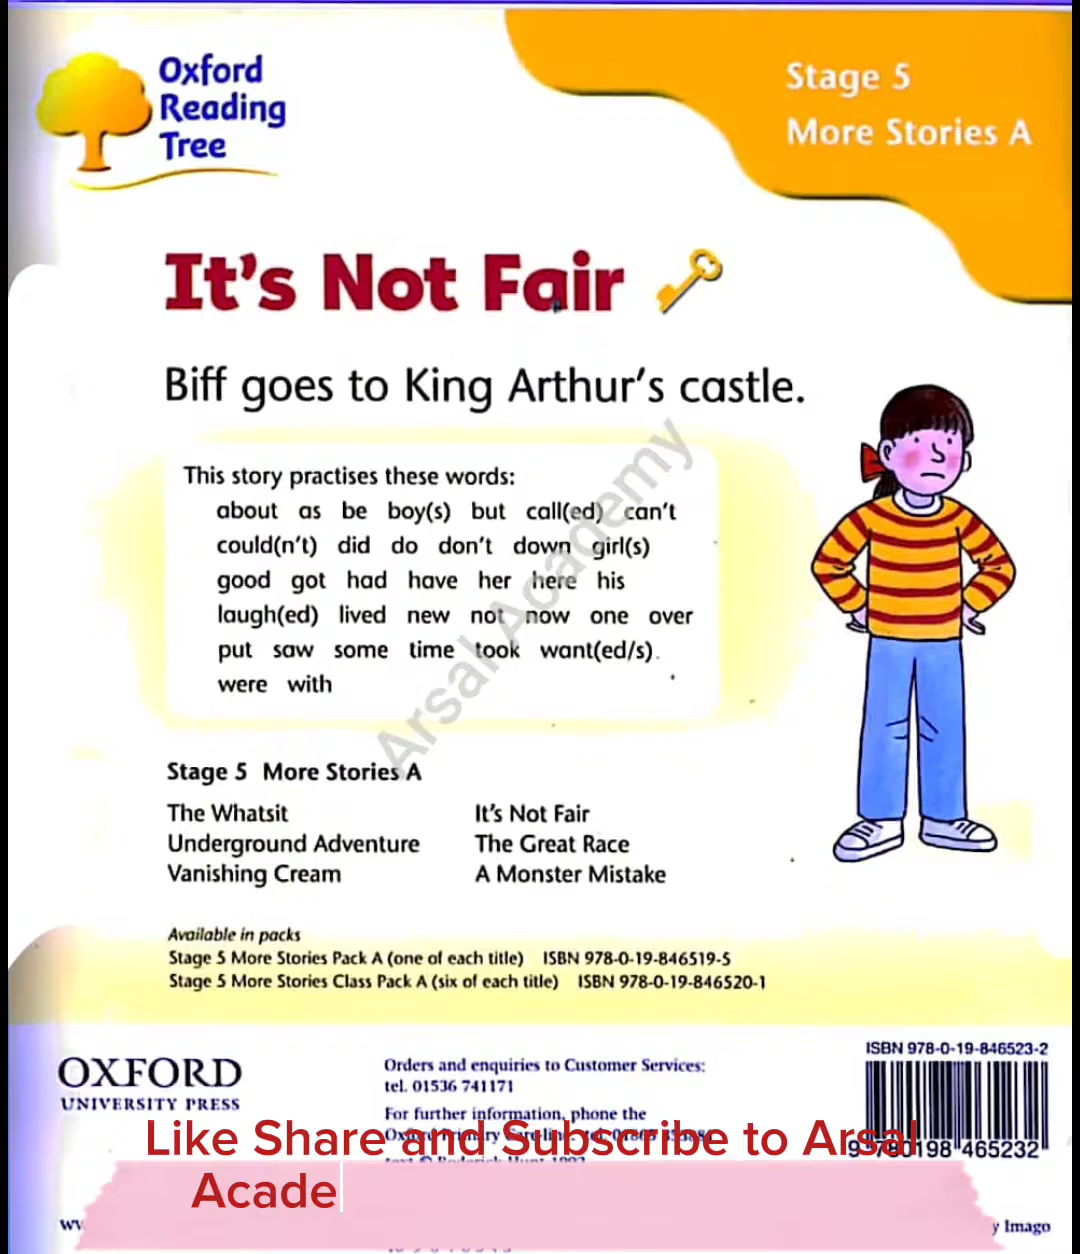 Oxford
Reading
Tree
Stage 5
More Stories A
It's Not Fair
Biff goes to King Arthur's castle.
This story practises these words:
about as be boy(s) but call(ed) can't
could(n't) did do don't down girl(s)
good got had have her here his
laugh(ed) lived new not now one over
put saw some time took want(ed/s)
were with
Arsal Academy
Stage 5 More Stories A
The Whatsit It's Not Fair
Underground Adventure The Great Race
Vanishing Cream A Monster Mistake
Available in packs
Stage 5 More Stories Pack A (one of each title) ISBN 978-0-19-846519-5
Stage 5 More Stories Class Pack A (six of each title) ISBN 978-0-19-846520-1
OXFORD
UNIVERSITY PRESS
Orders and enquiries to Customer Services:
tel. 01536 741171
For further information, phone the
ISBN 978-0-19-846523-2
9 780198 465232
Like Share and Subscribe to Arsal
Acade
Imago